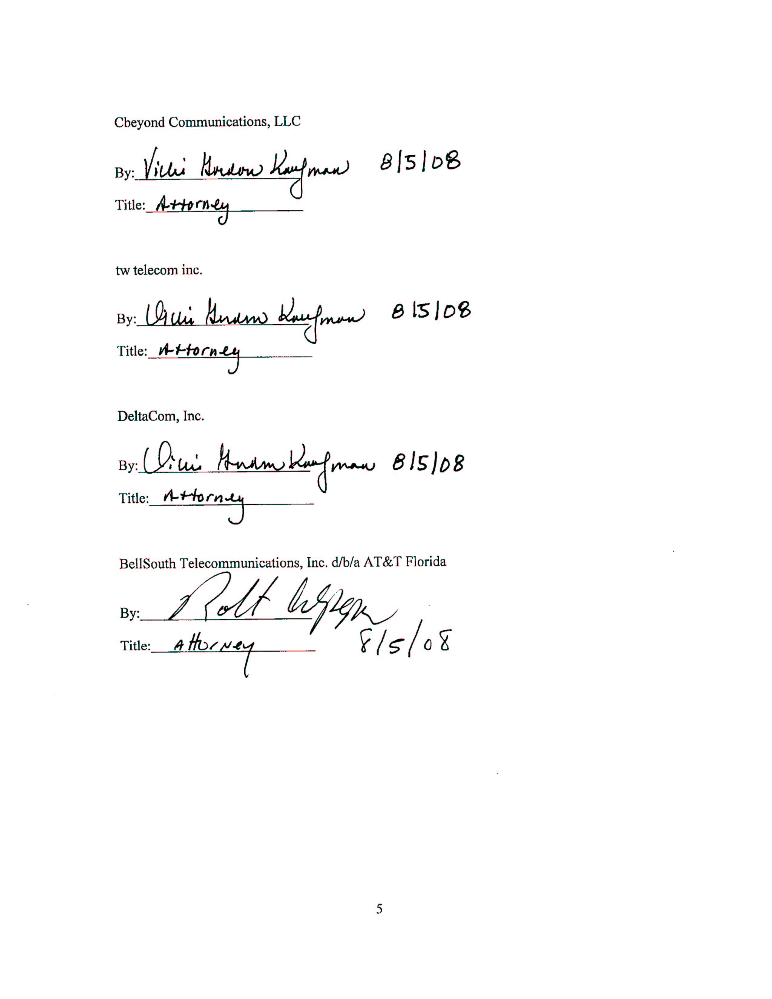 Cbeyond Communications, LLC
By: Vicki Gordon Kaufman 8/5/08
Title: Attorney
tw telecom inc.
By: Vicki Gordon Kaufman 8/5/08
Title: Attorney
DeltaCom, Inc.
By: Vicki Gordon Kaufman 8/5/08
Title: Attorney
BellSouth Telecommunications, Inc. d/b/a AT&T Florida
By:
Title: Attorney 8/5/08
5